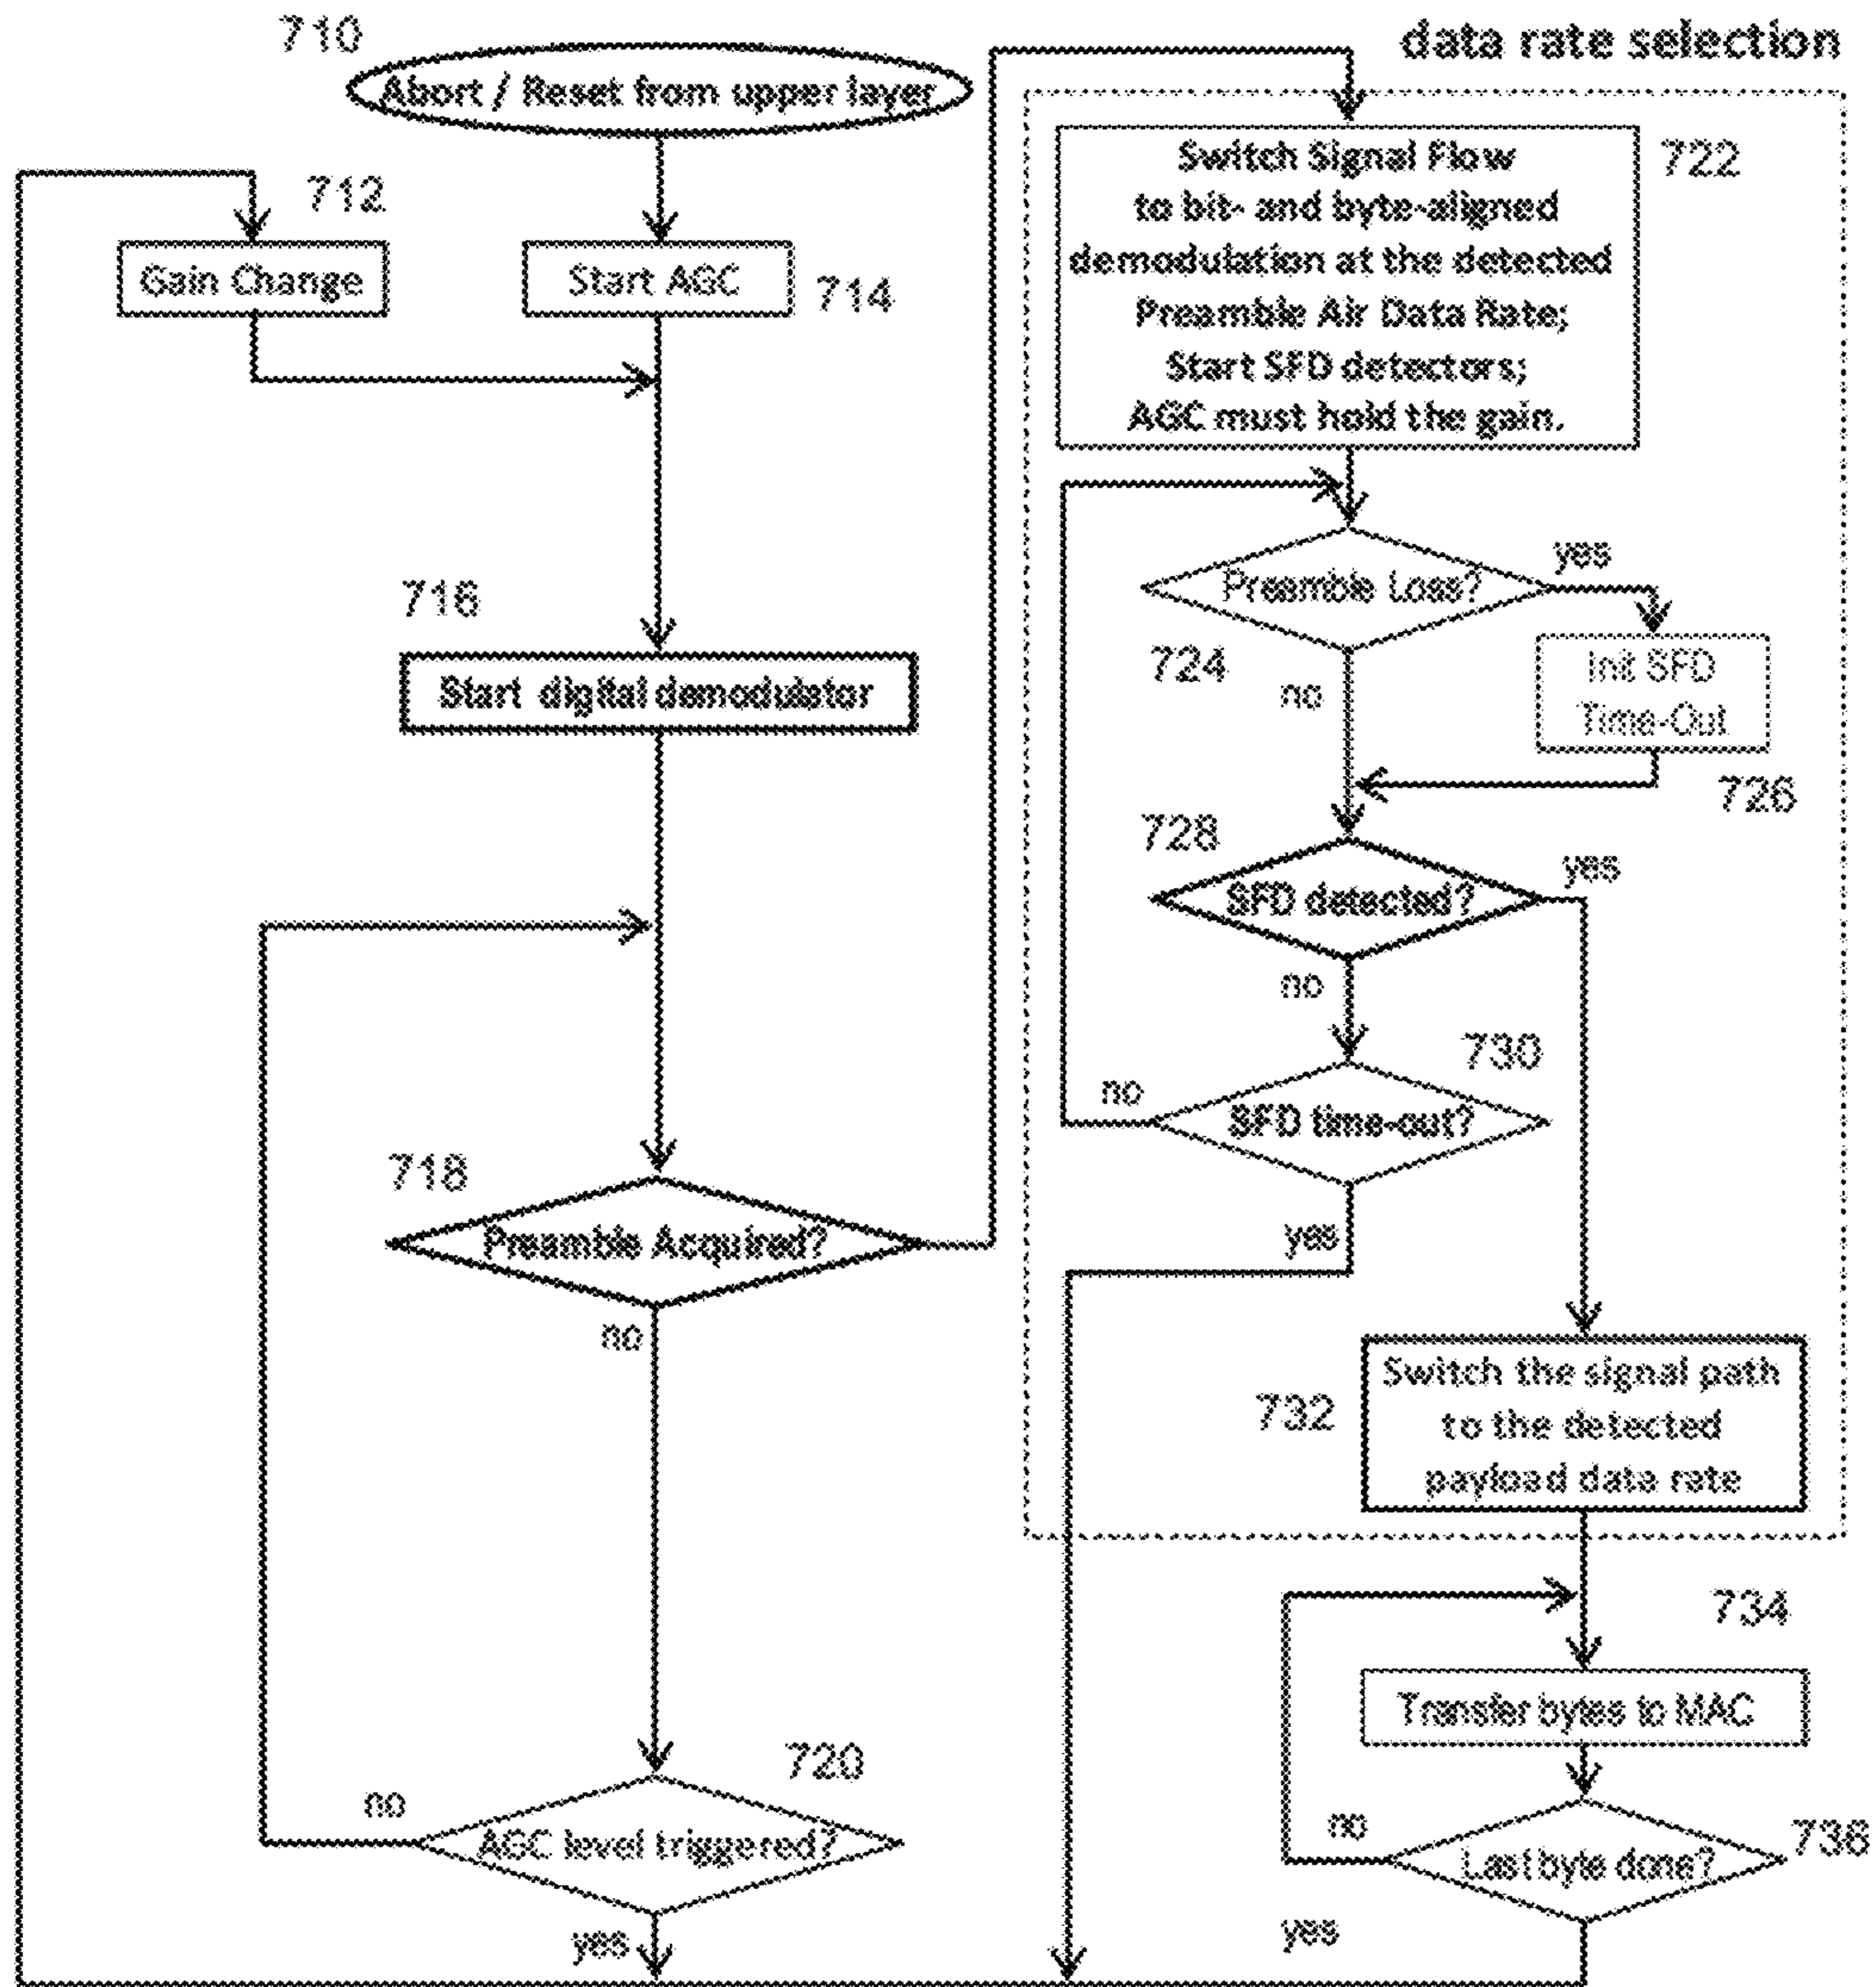 710
Abort / Reset from upper layer
data rate selection
712
Gain Change
Start AGC
714
716
Start digital demodulator
718
Preamble Acquired?
no
720
no
AGC level triggered?
yes
Switch Signal Flow
to bit- and byte-aligned
demodulation at the detected
Preamble Air Data Rate;
Start SFD detectors;
AGC must hold the gain.
722
Preamble Loss?
yes
724
no
Init SFD
Time-Out
726
728
SFD detected?
yes
no
730
no
SFD time-out?
yes
732
Switch the signal path
to the detected
payload data rate
734
Transfer bytes to MAC
no
Last byte done?
736
yes